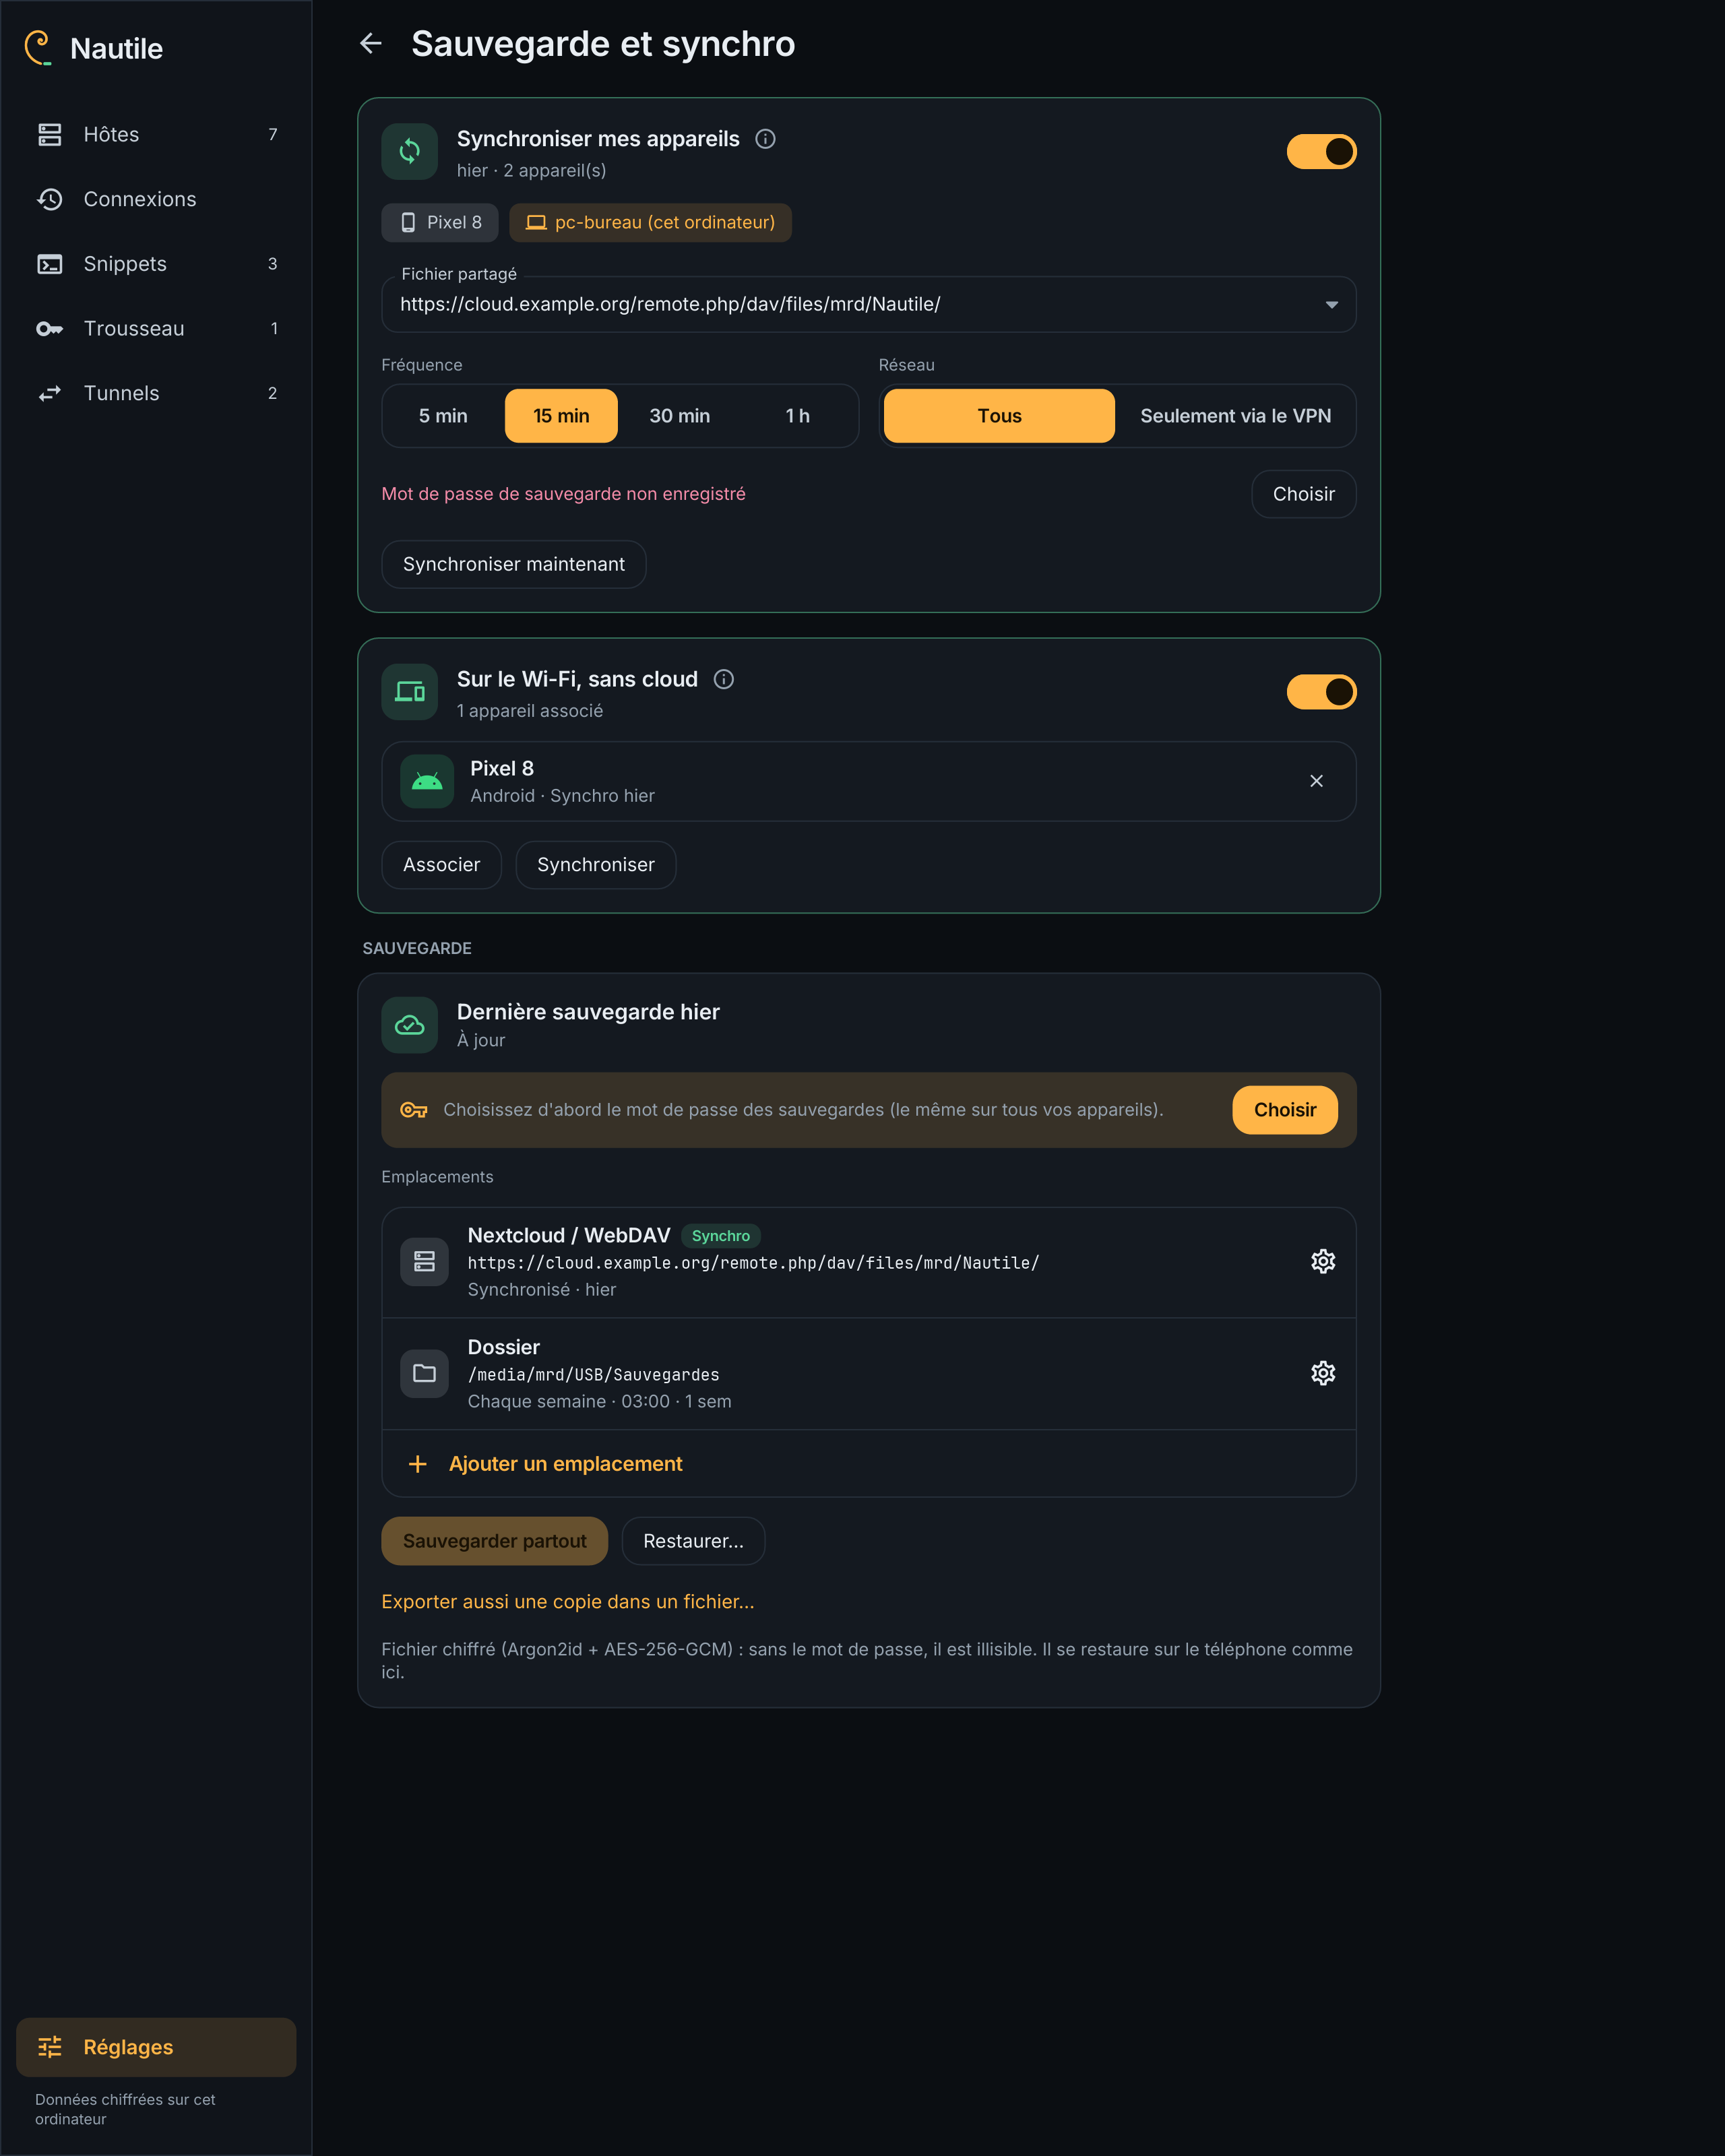 Nautile
Hôtes 7
Connexions
Snippets 3
Trousseau 1
Tunnels 2
Réglages
Données chiffrées sur cet
ordinateur
Sauvegarde et synchro
Synchroniser mes appareils
hier · 2 appareil(s)
Pixel 8
pc-bureau (cet ordinateur)
Fichier partagé
https://cloud.example.org/remote.php/dav/files/mrd/Nautile/
Fréquence
5 min 15 min 30 min 1 h
Réseau
Tous Seulement via le VPN
Mot de passe de sauvegarde non enregistré
Choisir
Synchroniser maintenant
Sur le Wi-Fi, sans cloud
1 appareil associé
Pixel 8
Android · Synchro hier
Associer
Synchroniser
SAUVEGARDE
Dernière sauvegarde hier
À jour
Choisissez d'abord le mot de passe des sauvegardes (le même sur tous vos appareils).
Choisir
Emplacements
Nextcloud / WebDAV Synchro
https://cloud.example.org/remote.php/dav/files/mrd/Nautile/
Synchronisé · hier
Dossier
/media/mrd/USB/Sauvegardes
Chaque semaine · 03:00 · 1 sem
Ajouter un emplacement
Sauvegarder partout
Restaurer…
Exporter aussi une copie dans un fichier…
Fichier chiffré (Argon2id + AES-256-GCM) : sans le mot de passe, il est illisible. Il se restaure sur le téléphone comme
ici.